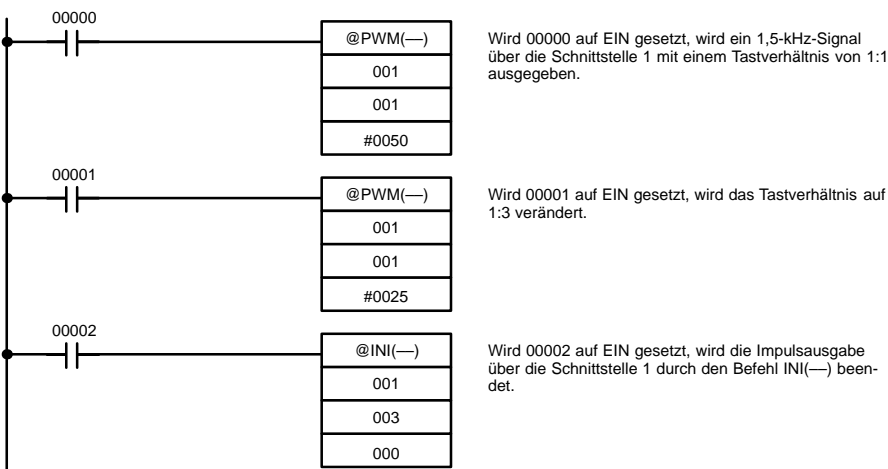 00000
@PWM(––)
001
001
#0050
Wird 00000 auf EIN gesetzt, wird ein 1,5-kHz-Signal
über die Schnittstelle 1 mit einem Tastverhältnis von 1:1
ausgegeben.
00001
@PWM(––)
001
001
#0025
Wird 00001 auf EIN gesetzt, wird das Tastverhältnis auf
1:3 verändert.
00002
@INI(––)
001
003
000
Wird 00002 auf EIN gesetzt, wird die Impulsausgabe
über die Schnittstelle 1 durch den Befehl INI(––) been-
det.